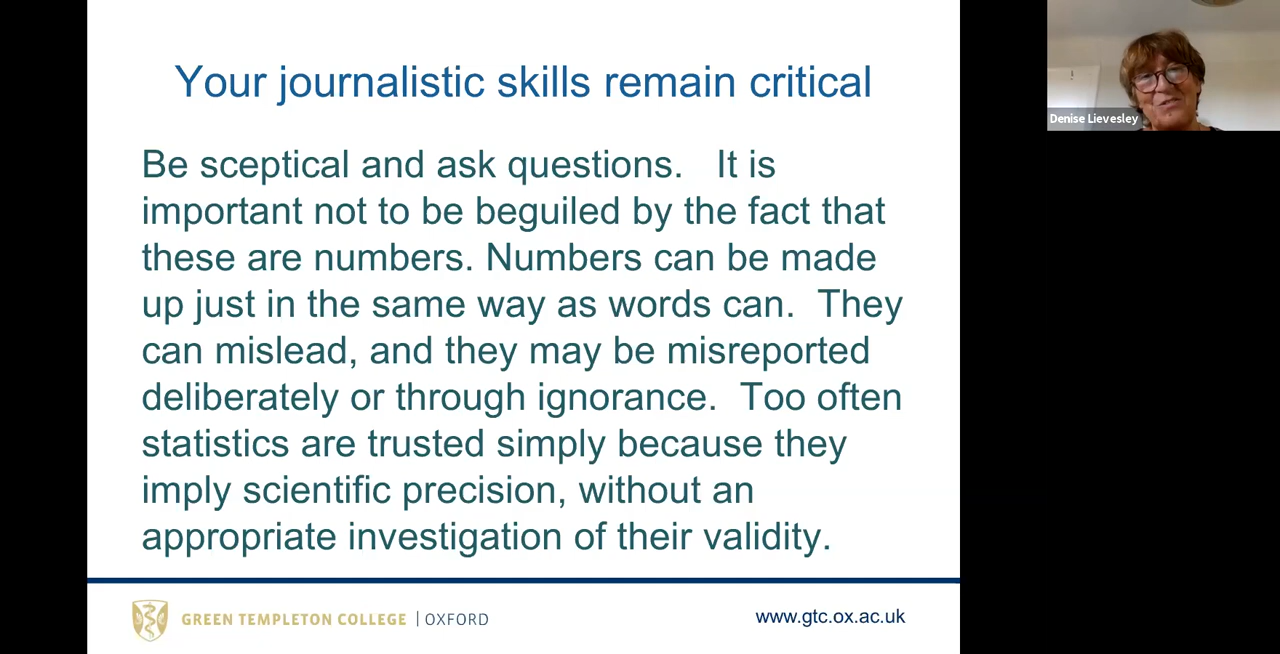 Your journalistic skills remain critical
Be sceptical and ask questions.   It is
important not to be beguiled by the fact that
these are numbers. Numbers can be made
up just in the same way as words can.  They
can mislead, and they may be misreported
deliberately or through ignorance.  Too often
statistics are trusted simply because they
imply scientific precision, without an
appropriate investigation of their validity.
GREEN TEMPLETON COLLEGE | OXFORD
www.gtc.ox.ac.uk
Denise Lievesley